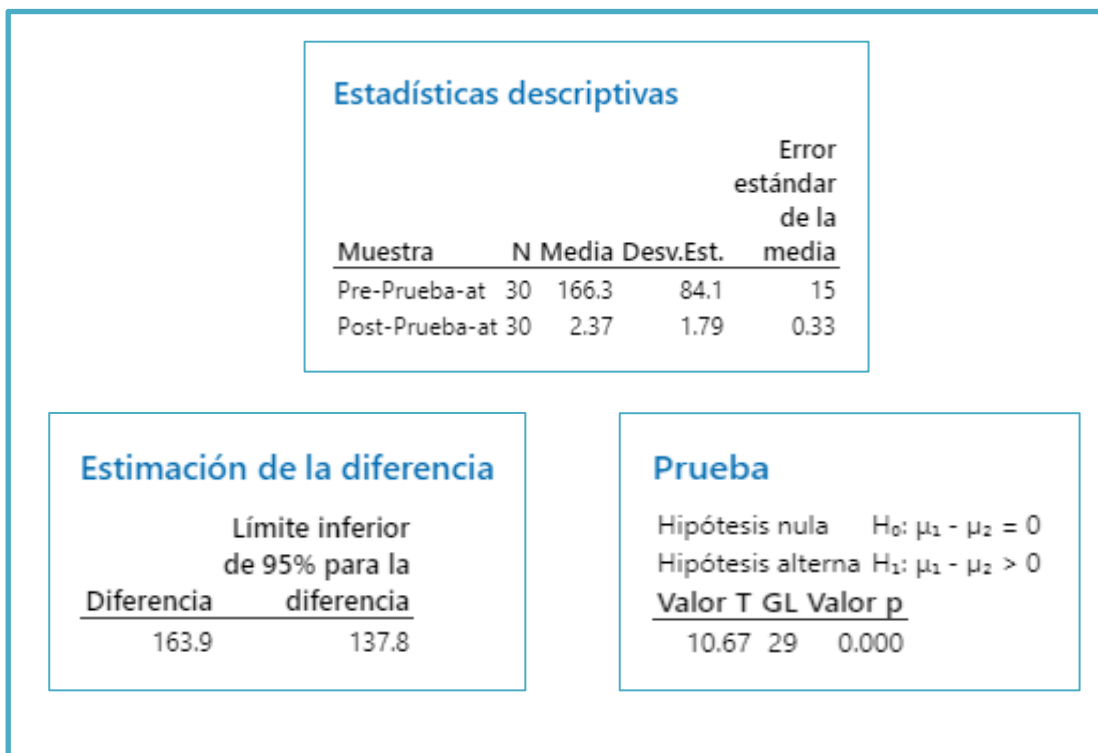 Estadísticas descriptivas
Error
estándar
de la
Muestra N Media Desv.Est. media
Pre-Prueba-at 30 166.3 84.1 15
Post-Prueba-at 30 2.37 1.79 0.33
Estimación de la diferencia
Límite inferior
de 95% para la
Diferencia diferencia
163.9 137.8
Prueba
Hipótesis nula H₀: μ₁ - μ₂ = 0
Hipótesis alterna H₁: μ₁ - μ₂ > 0
Valor T GL Valor p
10.67 29 0.000